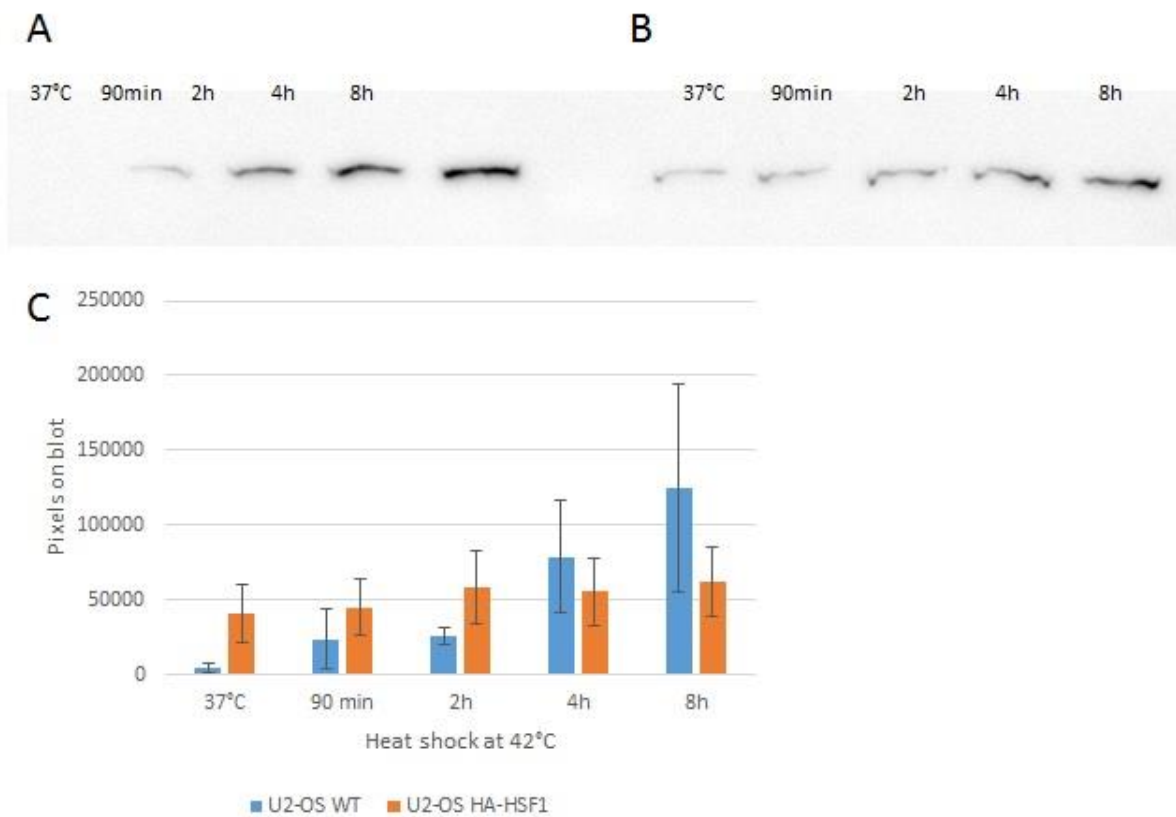 A
B
37°C 90min 2h 4h 8h
37°C 90min 2h 4h 8h
C
250000
200000
150000
100000
50000
0
Pixels on blot
37°C 90 min 2h 4h 8h
Heat shock at 42°C
U2-OS WT U2-OS HA-HSF1